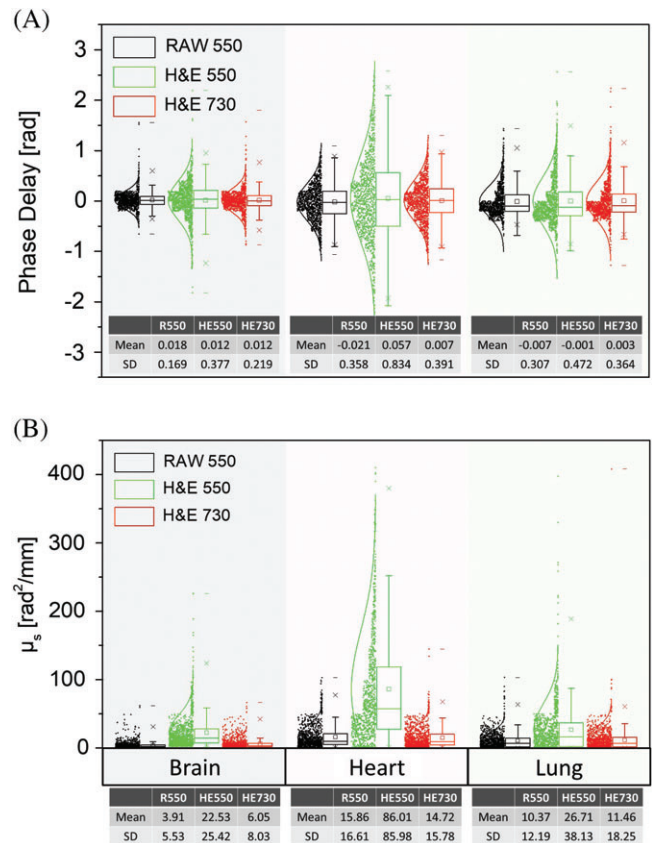 (A)
Phase Delay [rad]
3
2
1
0
-1
-2
-3
RAW 550
H&E 550
H&E 730
R550 HE550 HE730
Mean 0.018 0.012 0.012
SD 0.169 0.377 0.219
R550 HE550 HE730
Mean -0.021 0.057 0.007
SD 0.358 0.834 0.391
R550 HE550 HE730
Mean -0.007 -0.001 0.003
SD 0.307 0.472 0.364
(B)
μs [rad²/mm]
400
300
200
100
0
RAW 550
H&E 550
H&E 730
Brain Heart Lung
R550 HE550 HE730
Mean 3.91 22.53 6.05
SD 5.53 25.42 8.03
R550 HE550 HE730
Mean 15.86 86.01 14.72
SD 16.61 85.98 15.78
R550 HE550 HE730
Mean 10.37 26.71 11.46
SD 12.19 38.13 18.25